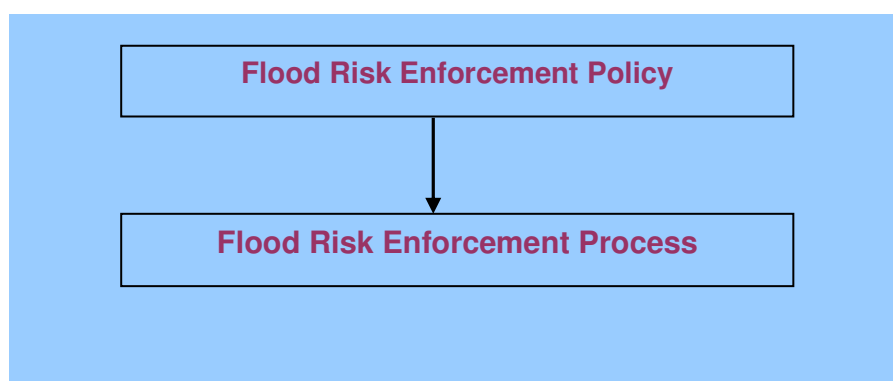 Flood Risk Enforcement Policy
Flood Risk Enforcement Process